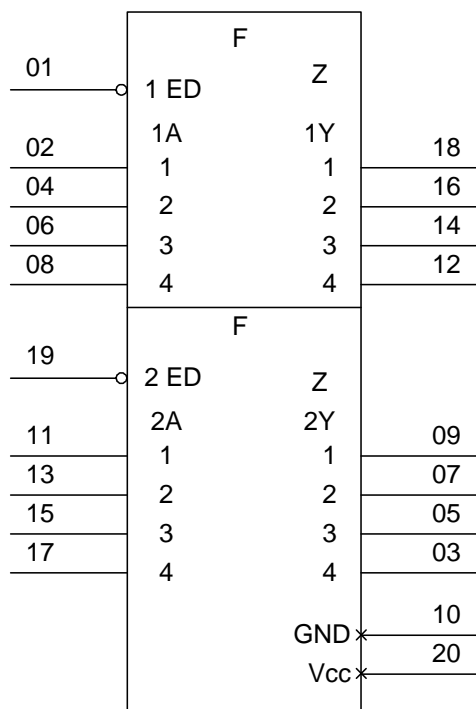 F
01
Z
1 ED
1A 1Y
02 1 1 18
04 2 2 16
06 3 3 14
08 4 4 12
F
19
2 ED Z
2A 2Y
11 1 1 09
13 2 2 07
15 3 3 05
17 4 4 03
GND 10
Vcc 20